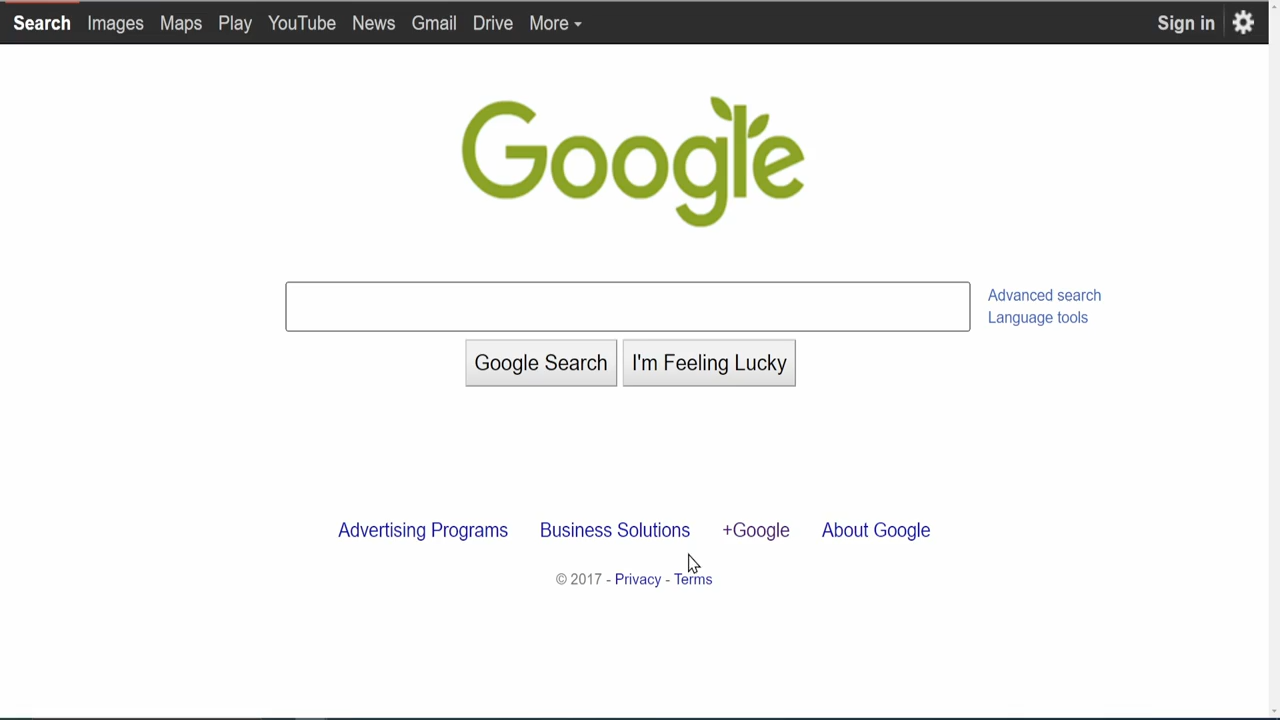 Search Images Maps Play YouTube News Gmail Drive More Sign in
Google
Advanced search
Language tools
Google Search I'm Feeling Lucky
Advertising Programs Business Solutions +Google About Google
© 2017 - Privacy - Terms